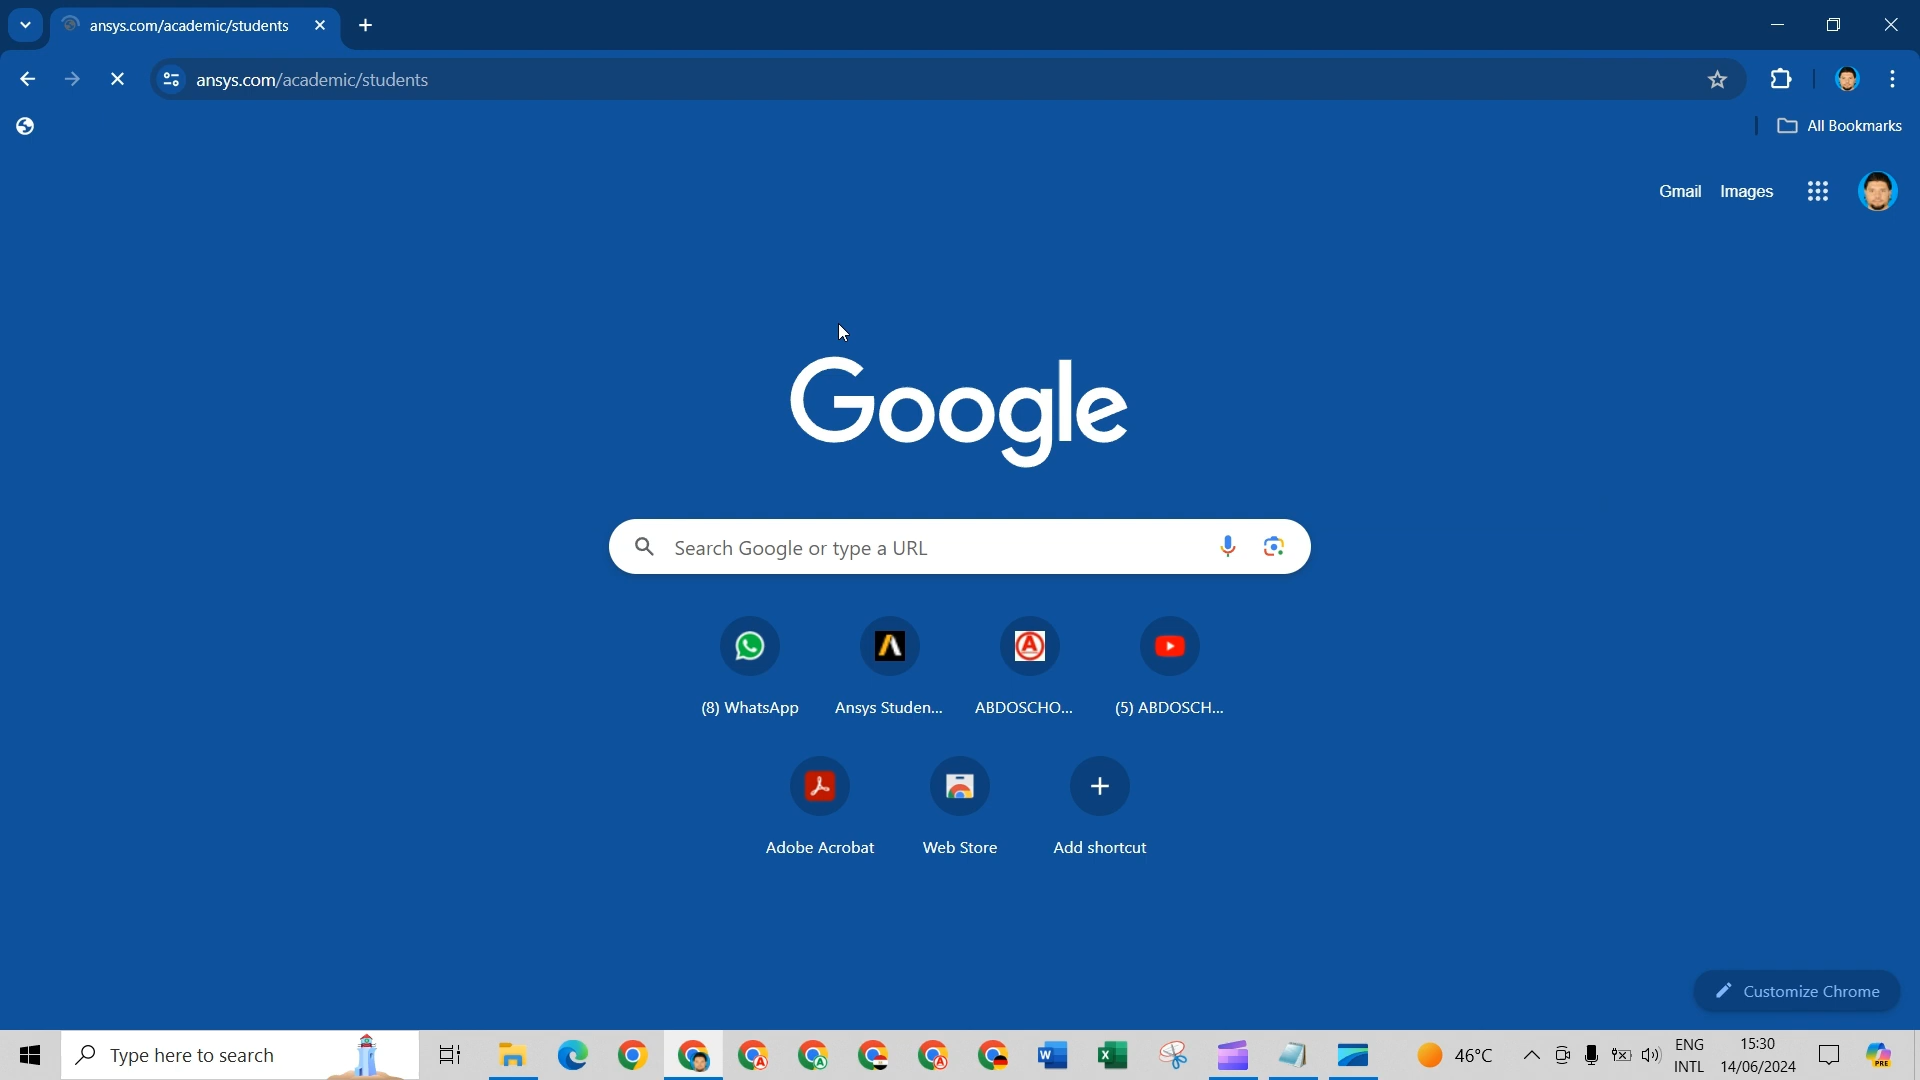 ansys.com/academic/students
ansys.com/academic/students
All Bookmarks
Gmail Images
Google
Search Google or type a URL
(8) WhatsApp Ansys Studen... ABDOSCHO... (5) ABDOSCH...
Adobe Acrobat Web Store Add shortcut
Customize Chrome
Type here to search
46°C
ENG
INTL
15:30
14/06/2024
PRE